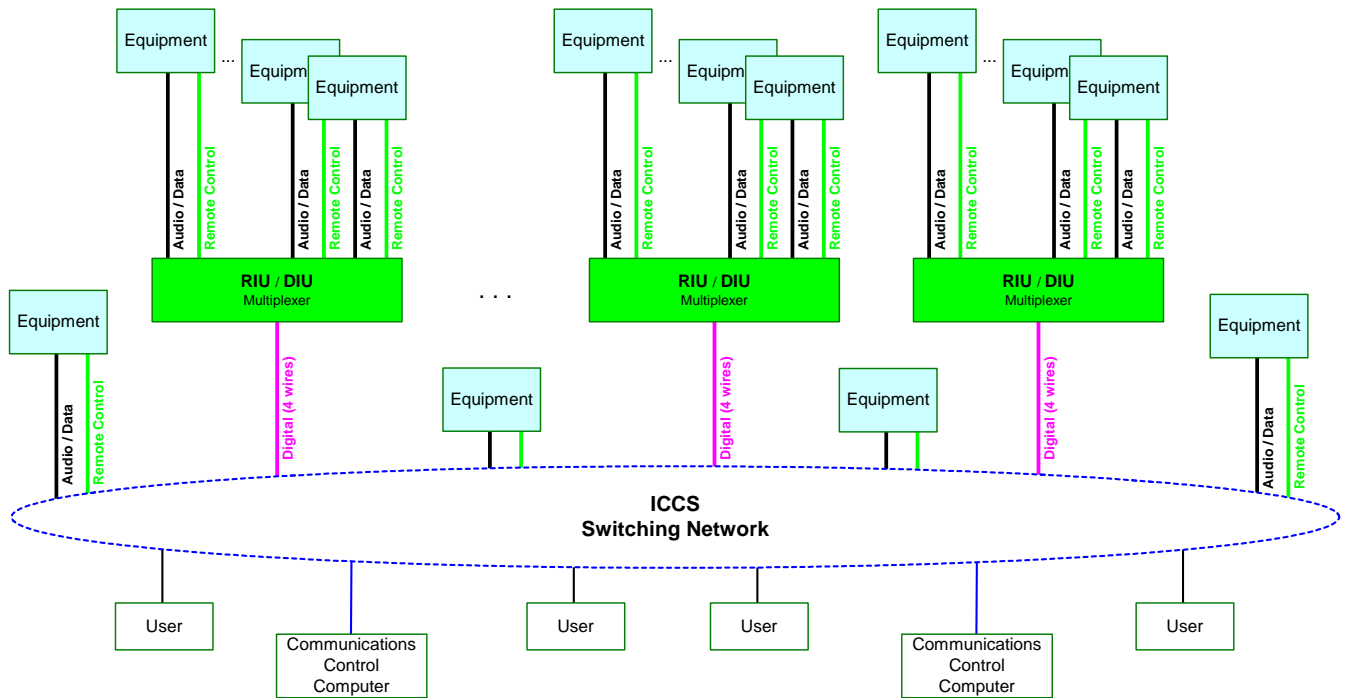 Equipment
...
Equipment
Equipment
Equipment
...
Equipment
Equipment
Equipment
...
Equipment
Equipment
Audio / Data
Remote Control
Audio / Data
Remote Control
Audio / Data
Remote Control
Audio / Data
Remote Control
Audio / Data
Remote Control
Audio / Data
Remote Control
Audio / Data
Remote Control
Audio / Data
Remote Control
Audio / Data
Remote Control
RIU / DIU
Multiplexer
. . .
RIU / DIU
Multiplexer
RIU / DIU
Multiplexer
Equipment
Equipment
Audio / Data
Remote Control
Digital (4 wires)
Equipment
Digital (4 wires)
Equipment
Digital (4 wires)
Audio / Data
Remote Control
ICCS
Switching Network
User
User
User
User
Communications
Control
Computer
Communications
Control
Computer